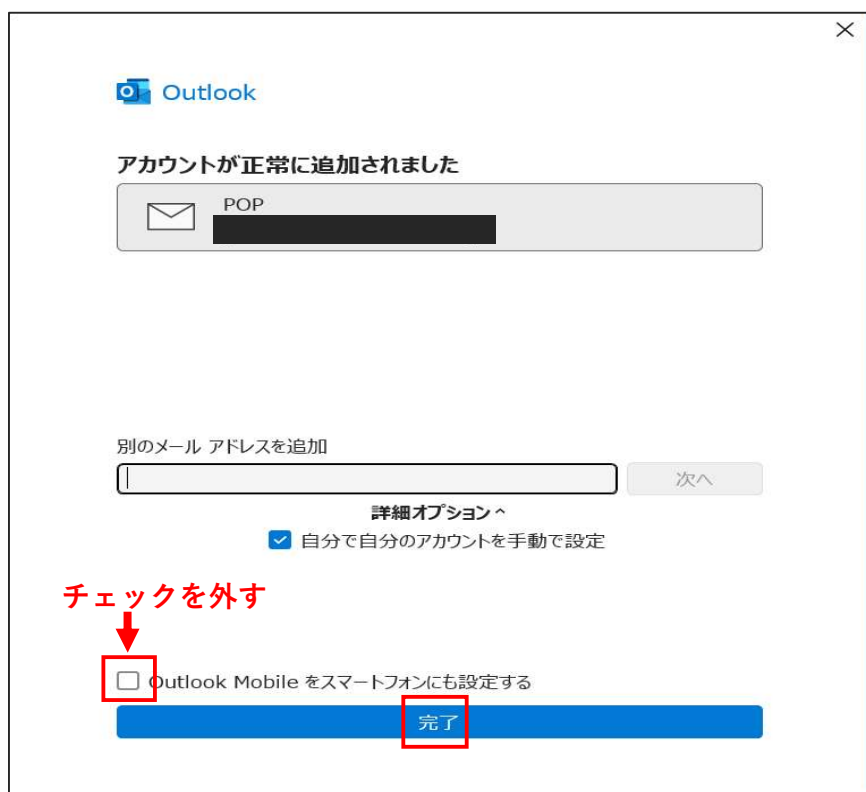 Outlook
アカウントが正常に追加されました
POP
別のメール アドレスを追加
次へ
詳細オプション
自分で自分のアカウントを手動で設定
チェックを外す
Outlook Mobile をスマートフォンにも設定する
完了